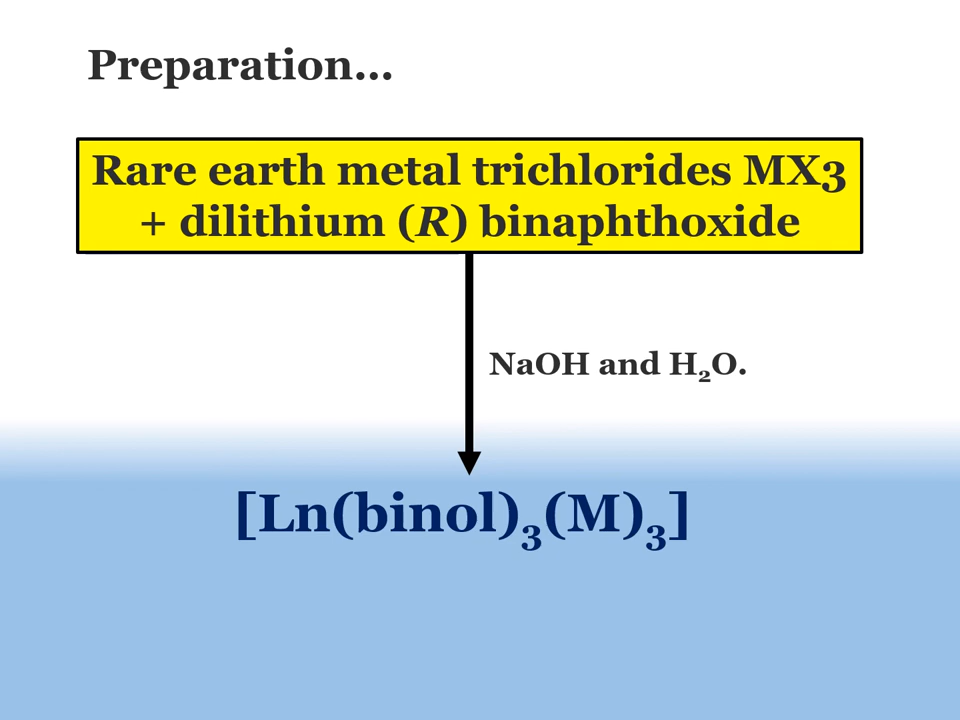 Preparation...
Rare earth metal trichlorides MX3
+ dilithium (R) binaphthoxide
NaOH and H₂O.
[Ln(binol)₃(M)₃]